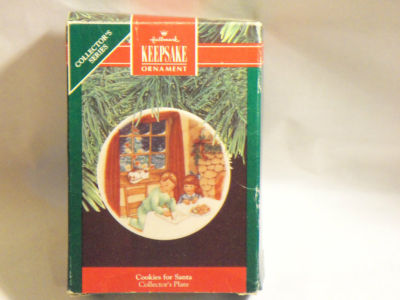 COLLECTOR'S
SERIES
Hallmark
KEEPSAKE
ORNAMENT
Cookies for Santa
Collector's Plate